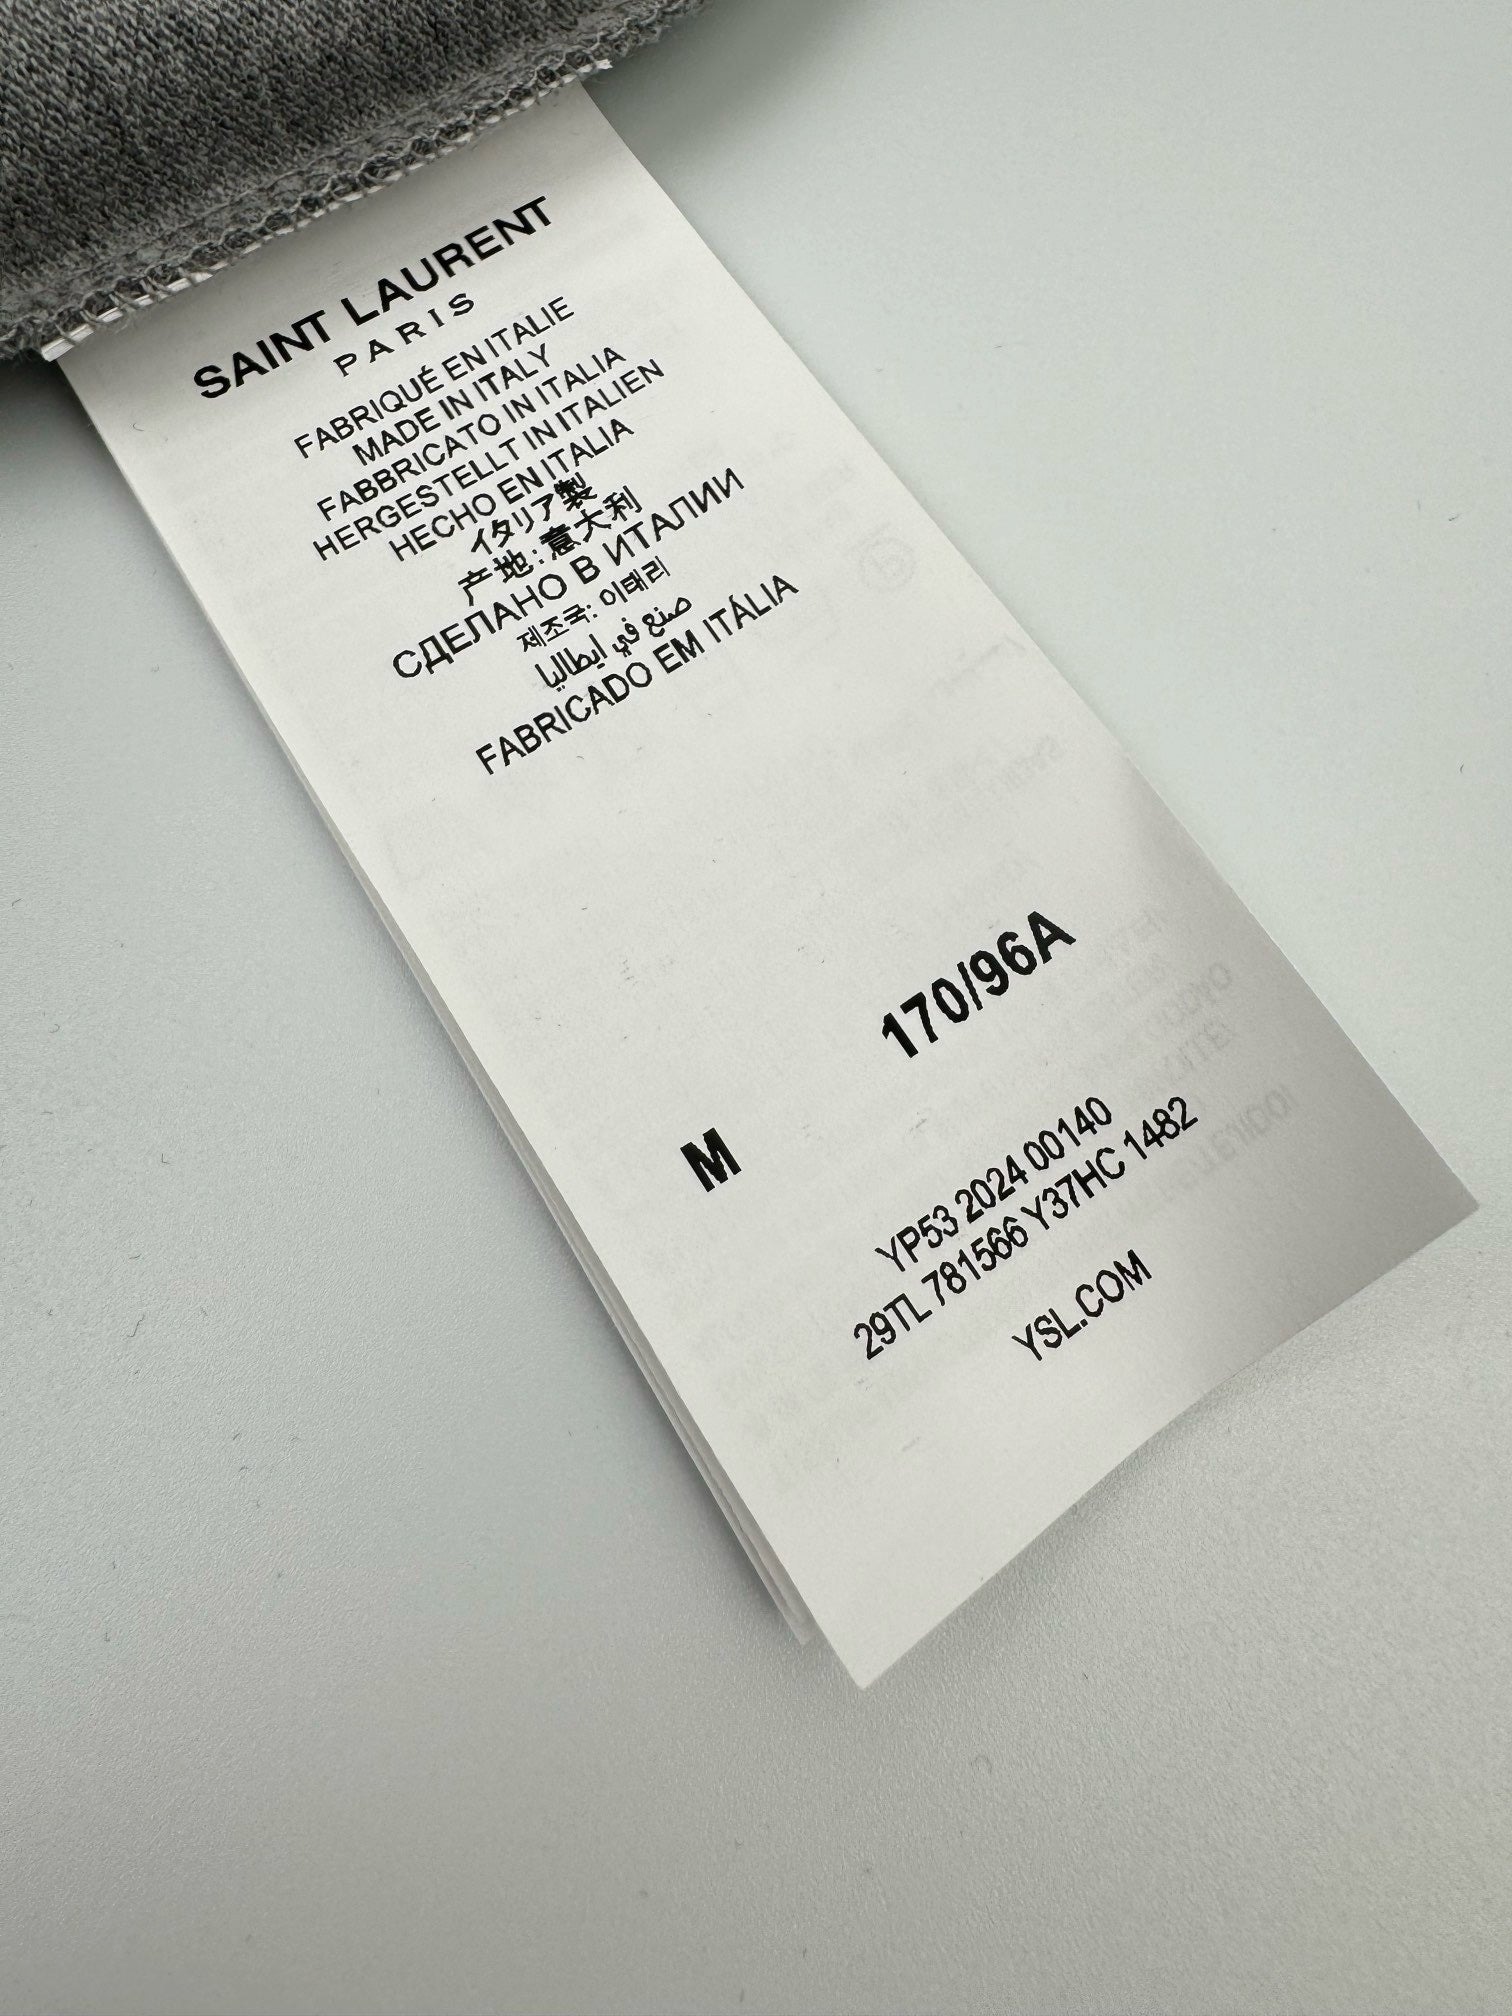 SAINT LAURENT
PARIS
FABRIQUÉ EN ITALIE
MADE IN ITALY
FABBRICATO IN ITALIA
HERGESTELLT IN ITALIEN
HECHO EN ITALIA
イタリア製
产地:意大利
СДЕЛАНО В ИТАЛИИ
제조국: 이태리
صنع في إيطاليا
FABRICADO EM ITÁLIA
170/96A
M
YP53 2024 00140
29TL 781566 Y37HC 1482
YSL.COM